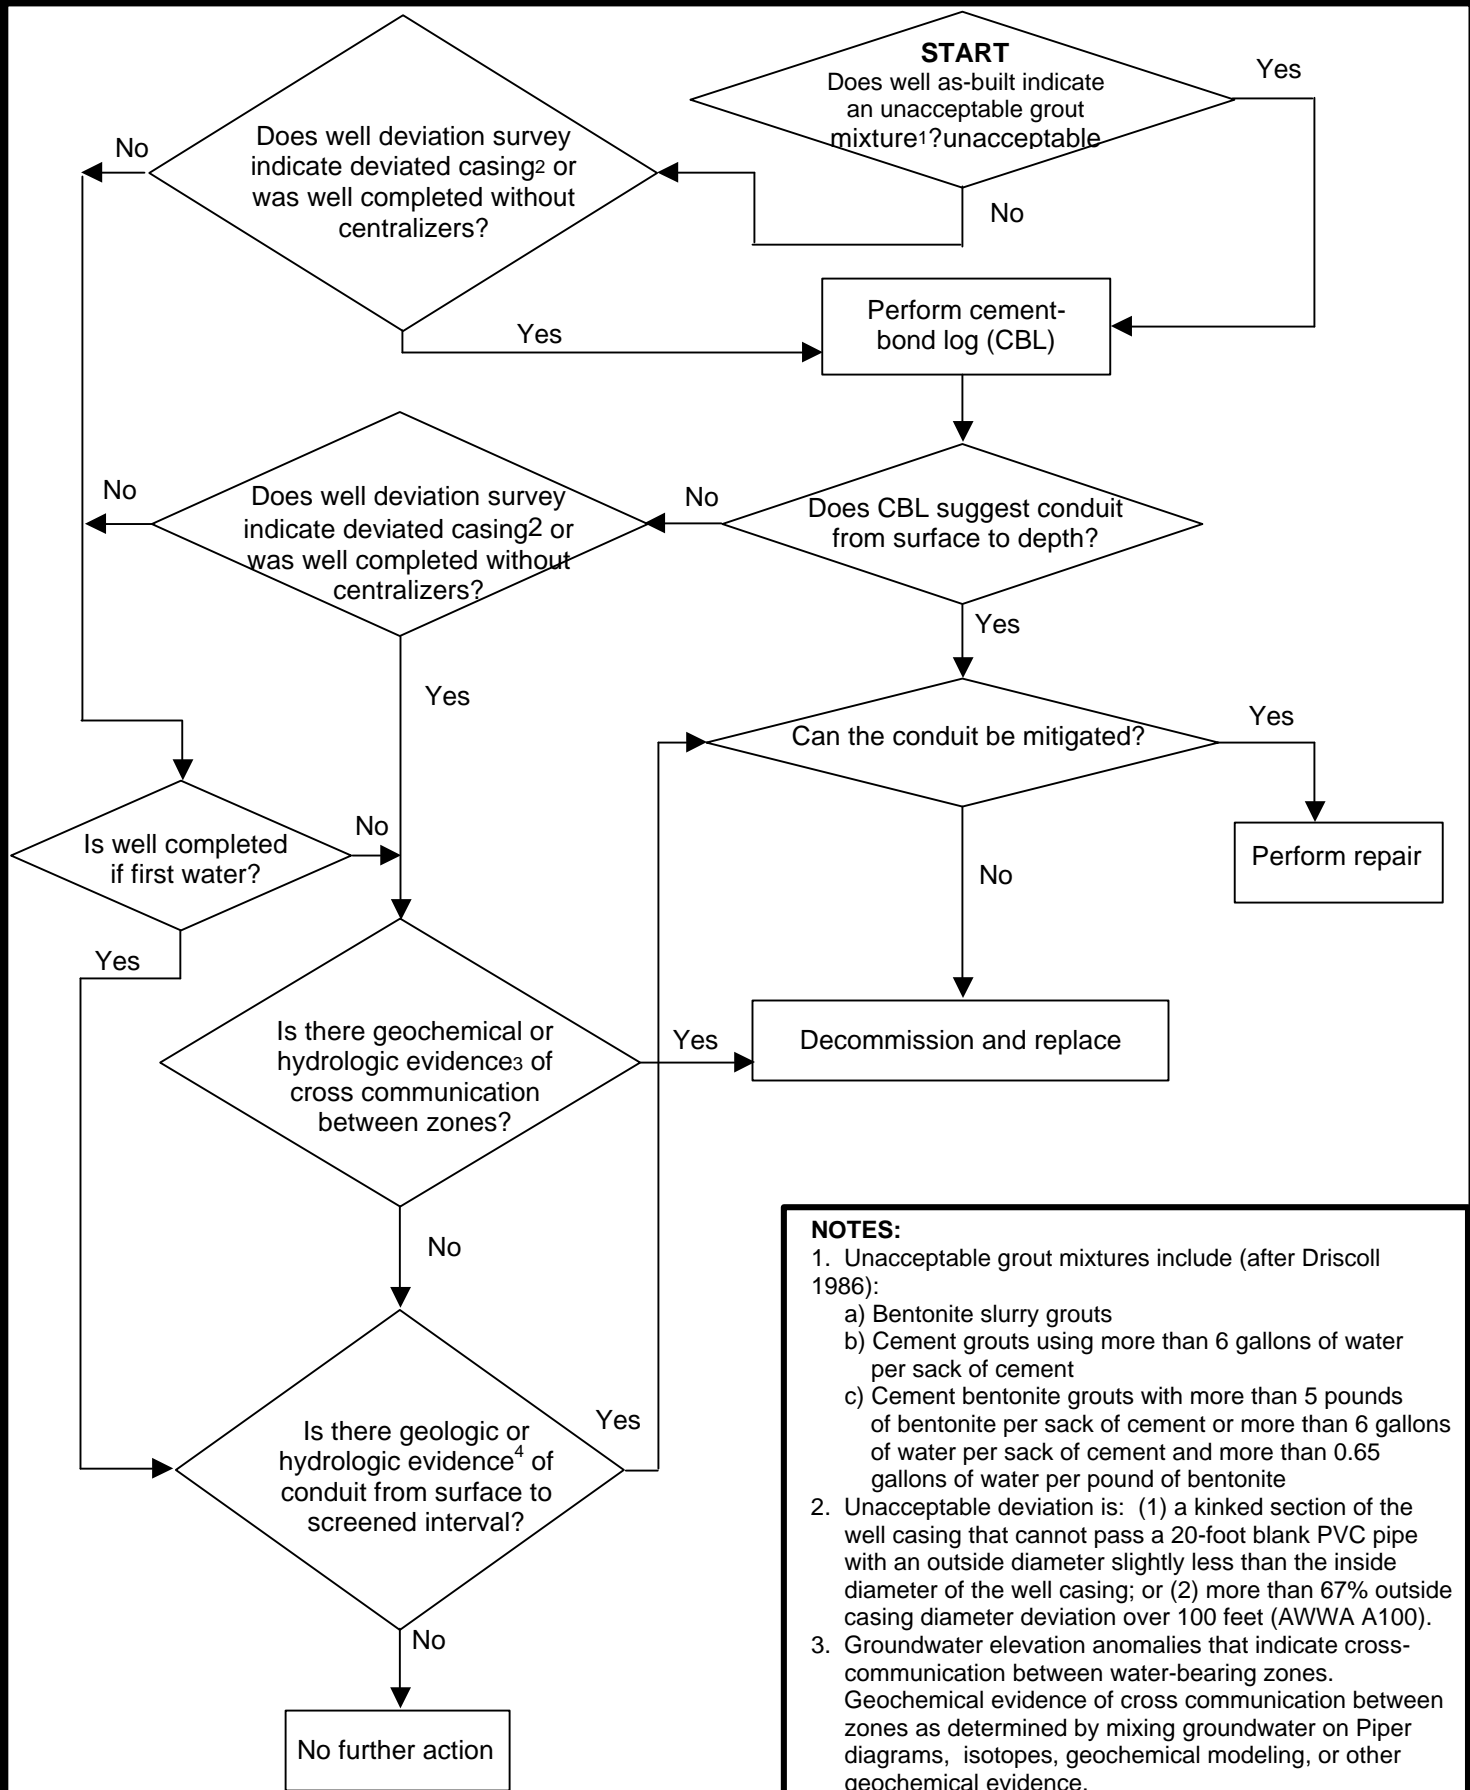 START
Does well as-built indicate
an unacceptable grout
mixture1?unacceptable
Yes
No
Does well deviation survey
indicate deviated casing2 or
was well completed without
centralizers?
No
Yes
Perform cement-
bond log (CBL)
Does CBL suggest conduit
from surface to depth?
No
Yes
Does well deviation survey
indicate deviated casing2 or
was well completed without
centralizers?
No
Yes
Can the conduit be mitigated?
Yes
No
Perform repair
Is well completed
if first water?
No
Yes
Is there geochemical or
hydrologic evidence3 of
cross communication
between zones?
Yes
No
Decommission and replace
Is there geologic or
hydrologic evidence4 of
conduit from surface to
screened interval?
Yes
No
No further action
NOTES:
1. Unacceptable grout mixtures include (after Driscoll
1986):
a) Bentonite slurry grouts
b) Cement grouts using more than 6 gallons of water
per sack of cement
c) Cement bentonite grouts with more than 5 pounds
of bentonite per sack of cement or more than 6 gallons
of water per sack of cement and more than 0.65
gallons of water per pound of bentonite
2. Unacceptable deviation is: (1) a kinked section of the
well casing that cannot pass a 20-foot blank PVC pipe
with an outside diameter slightly less than the inside
diameter of the well casing; or (2) more than 67% outside
casing diameter deviation over 100 feet (AWWA A100).
3. Groundwater elevation anomalies that indicate cross-
communication between water-bearing zones.
Geochemical evidence of cross communication between
zones as determined by mixing groundwater on Piper
diagrams, isotopes, geochemical modeling, or other
geochemical evidence.